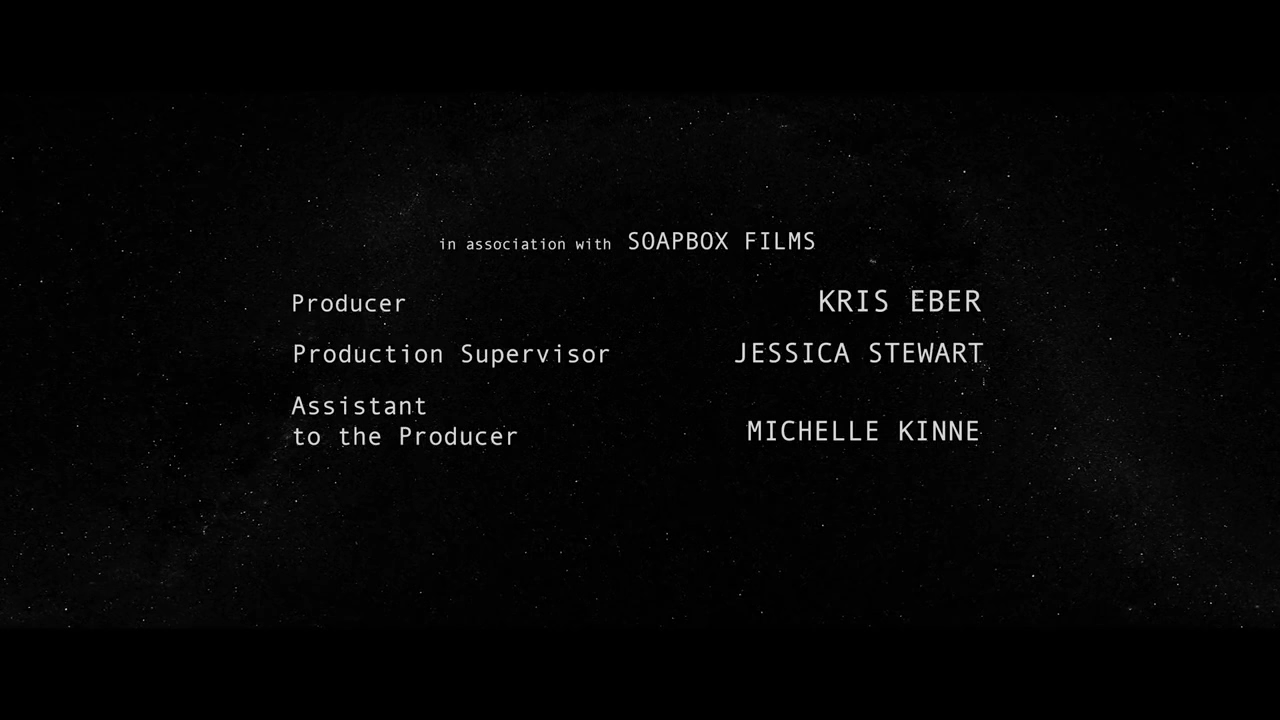 in association with SOAPBOX FILMS
Producer KRIS EBER
Production Supervisor JESSICA STEWART
Assistant
to the Producer MICHELLE KINNE